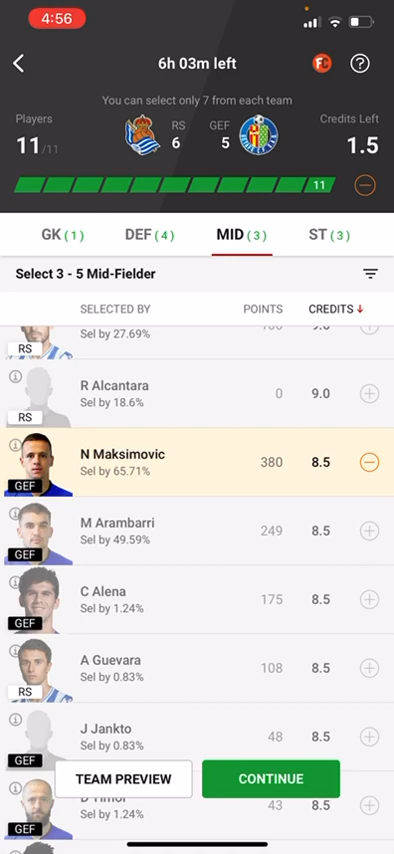 4:56
6h 03m left
FC
?
You can select only 7 from each team
Players
RS
GEF
Credits Left
11/11
6
5
1.5
11
GK (1)
DEF (4)
MID (3)
ST (3)
Select 3 - 5 Mid-Fielder
SELECTED BY
POINTS
CREDITS
RS
Sel by 27.69%
R Alcantara
Sel by 18.6%
0
9.0
RS
N Maksimovic
Sel by 65.71%
380
8.5
GEF
M Arambarri
Sel by 49.59%
249
8.5
GEF
C Alena
Sel by 1.24%
175
8.5
GEF
A Guevara
Sel by 0.83%
108
8.5
RS
J Jankto
Sel by 0.83%
48
8.5
GEF
TEAM PREVIEW
CONTINUE
D Timor
Sel by 1.24%
43
8.5
GEF